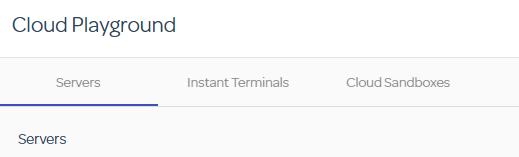 Cloud Playground
Servers Instant Terminals Cloud Sandboxes
Servers